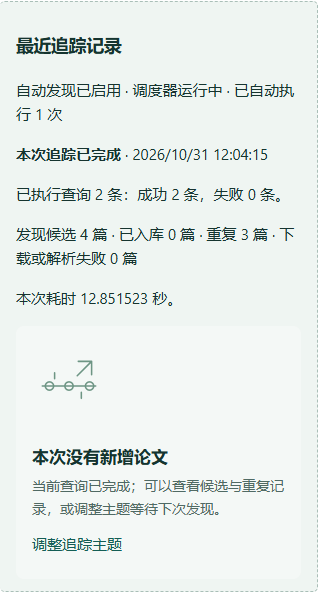 最近追踪记录
自动发现已启用 · 调度器运行中 · 已自动执
行 1 次
本次追踪已完成 · 2026/10/31 12:04:15
已执行查询 2 条：成功 2 条，失败 0 条。
发现候选 4 篇 · 已入库 0 篇 · 重复 3 篇 · 下
载或解析失败 0 篇
本次耗时 12.851523 秒。
本次没有新增论文
当前查询已完成；可以查看候选与重复记
录，或调整主题等待下次发现。
调整追踪主题